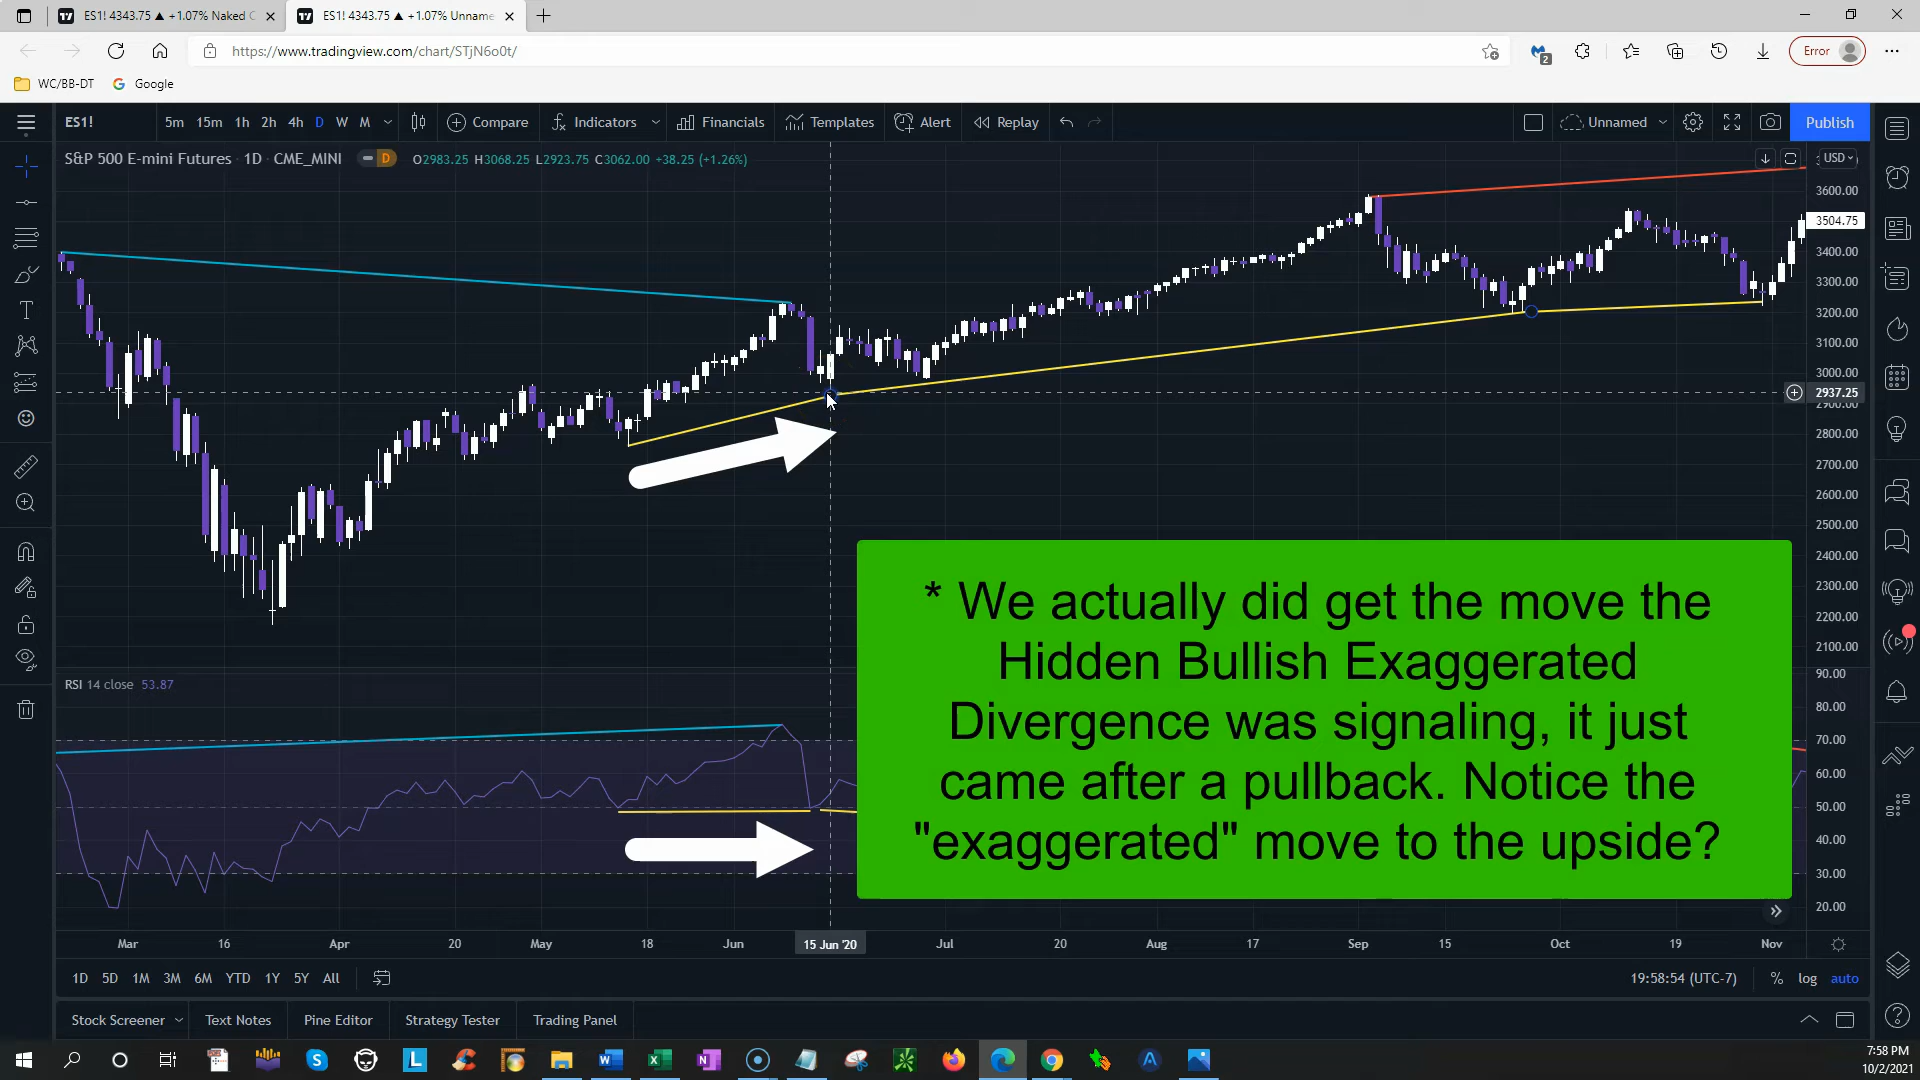 ES1! 4343.75 ▲ +1.07% Naked C
ES1! 4343.75 ▲ +1.07% Unname
https://www.tradingview.com/chart/STjN6o0t/
2
Error
WC/BB-DT
Google
ES1!
5m 15m 1h 2h 4h D W M
Compare
Indicators
Financials
Templates
Alert
Replay
Unnamed
Publish
S&P 500 E-mini Futures · 1D · CME_MINI
D
O2983.25 H3068.25 L2923.75 C3062.00 +38.25 (+1.26%)
USD
3600.00
3504.75
3400.00
3300.00
3200.00
3100.00
3000.00
2937.25
2900.00
2800.00
2700.00
2600.00
2500.00
2400.00
2300.00
2200.00
2100.00
* We actually did get the move the
Hidden Bullish Exaggerated
Divergence was signaling, it just
came after a pullback. Notice the
"exaggerated" move to the upside?
RSI 14 close 53.87
90.00
80.00
70.00
60.00
50.00
40.00
30.00
20.00
Mar 16 Apr 20 May 18 Jun 15 Jun '20 Jul 20 Aug 17 Sep 15 Oct 19 Nov
1D 5D 1M 3M 6M YTD 1Y 5Y All
19:58:54 (UTC-7)
% log auto
Stock Screener
Text Notes
Pine Editor
Strategy Tester
Trading Panel
7:58 PM
10/2/2021